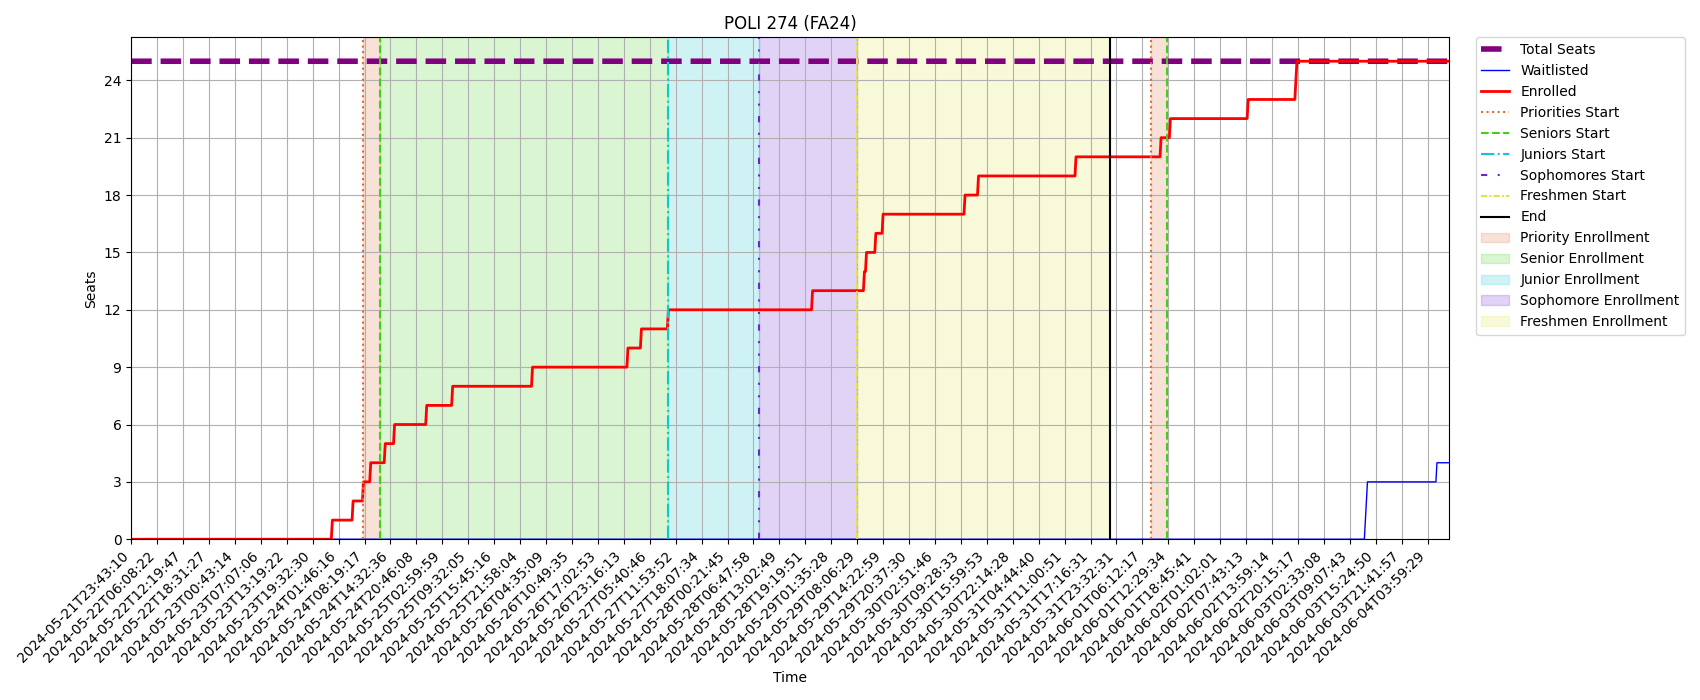 POLI 274 (FA24)
Seats
24
21
18
15
12
9
6
3
0
2024-05-21T23:43:10
2024-05-22T06:08:22
2024-05-22T12:19:47
2024-05-22T18:31:27
2024-05-23T00:43:14
2024-05-23T07:07:06
2024-05-23T13:19:22
2024-05-23T19:32:30
2024-05-24T01:46:16
2024-05-24T08:19:17
2024-05-24T14:32:36
2024-05-24T20:46:08
2024-05-25T02:59:59
2024-05-25T09:32:05
2024-05-25T15:45:16
2024-05-25T21:58:04
2024-05-26T04:35:09
2024-05-26T10:49:35
2024-05-26T17:02:53
2024-05-26T23:16:13
2024-05-27T05:40:46
2024-05-27T11:53:52
2024-05-27T18:07:34
2024-05-28T00:21:45
2024-05-28T06:47:58
2024-05-28T13:02:49
2024-05-28T19:19:51
2024-05-29T01:35:28
2024-05-29T08:06:29
2024-05-29T14:22:59
2024-05-29T20:37:30
2024-05-30T02:51:46
2024-05-30T09:28:33
2024-05-30T15:59:53
2024-05-30T22:14:28
2024-05-31T04:44:40
2024-05-31T11:00:51
2024-05-31T17:16:31
2024-05-31T23:32:31
2024-06-01T06:12:17
2024-06-01T12:29:34
2024-06-01T18:45:41
2024-06-02T01:02:01
2024-06-02T07:43:13
2024-06-02T13:59:14
2024-06-02T20:15:17
2024-06-03T02:33:08
2024-06-03T09:07:43
2024-06-03T15:24:50
2024-06-03T21:41:57
2024-06-04T03:59:29
Time
Total Seats
Waitlisted
Enrolled
Priorities Start
Seniors Start
Juniors Start
Sophomores Start
Freshmen Start
End
Priority Enrollment
Senior Enrollment
Junior Enrollment
Sophomore Enrollment
Freshmen Enrollment